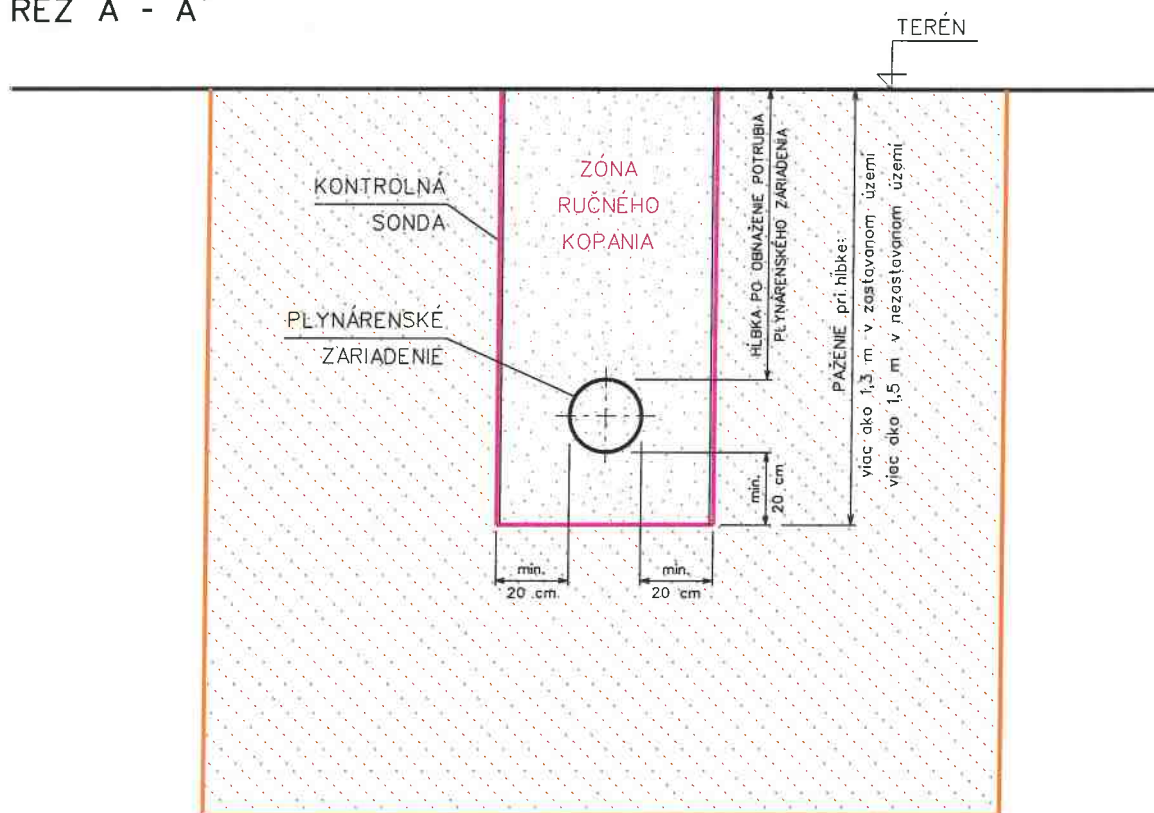 REZ A - A'
TERÉN
KONTROLNÁ
SONDA
ZÓNA
RUČNÉHO
KOPANIA
PLYNÁRENSKÉ
ZARIADENIE
HĹBKA PO OBNAŽENIE POTRUBIA
PLYNÁRENSKÉHO ZARIADENIA
PAŽENIE pri hĺbke:
viac ako 1,3 m v zastavanom území
viac ako 1,5 m v nezastavanom území
min.
20 cm
min.
20 cm
min.
20 cm